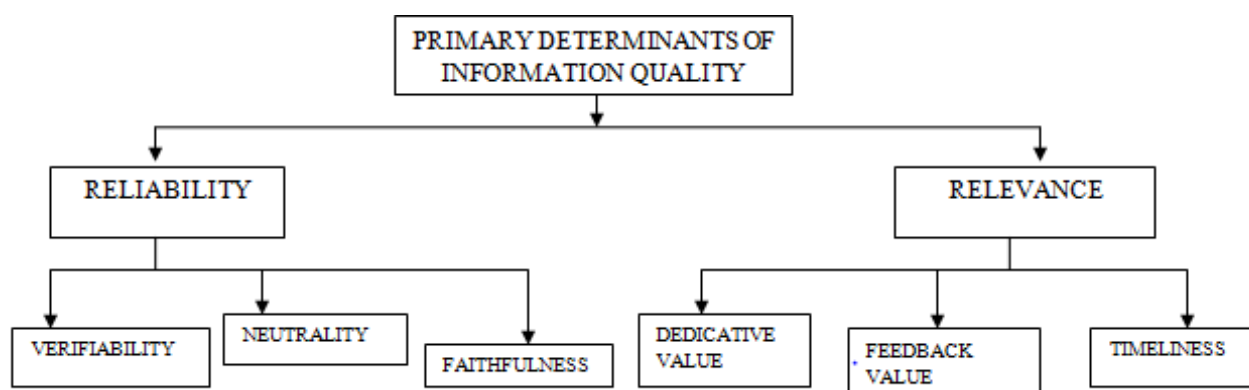 PRIMARY DETERMINANTS OF
INFORMATION QUALITY
RELIABILITY
RELEVANCE
VERIFIABILITY
NEUTRALITY
FAITHFULNESS
DEDICATIVE
VALUE
FEEDBACK
VALUE
TIMELINESS